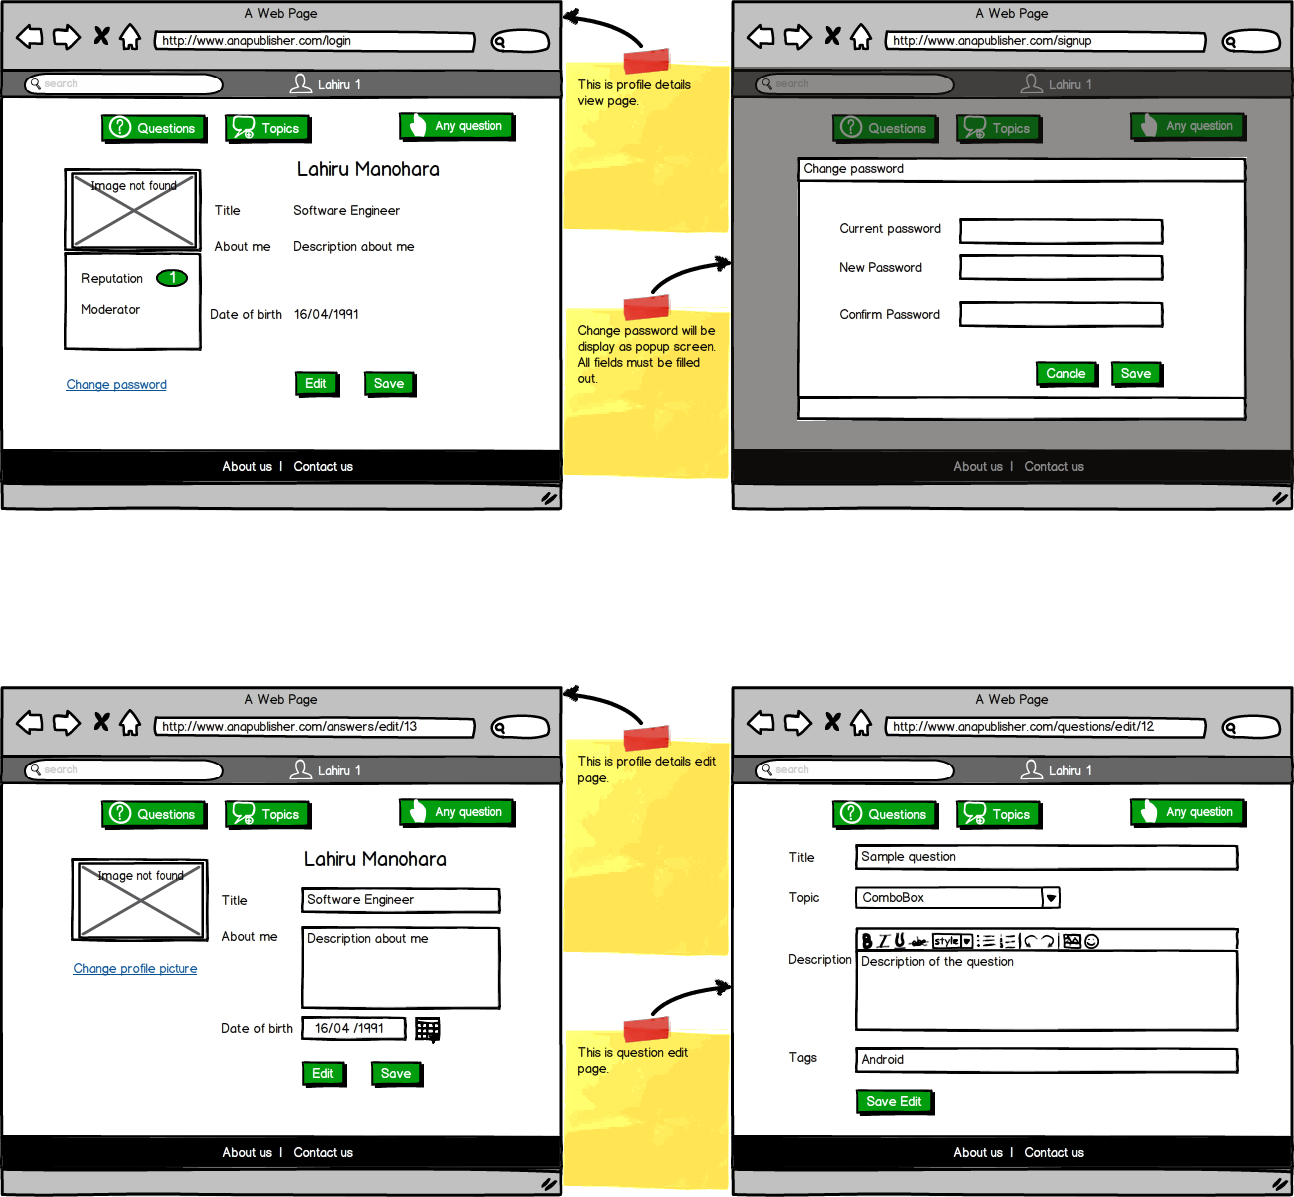 A Web Page
http://www.anapublisher.com/login
search
Lahiru 1
Questions
Topics
Any question
Lahiru Manohara
Image not found
Title
Software Engineer
About me
Description about me
Reputation
1
Moderator
Date of birth
16/04/1991
Change password
Edit
Save
About us | Contact us
This is profile details
view page.
Change password will be
display as popup screen.
All fields must be filled
out.
A Web Page
http://www.anapublisher.com/signup
search
Lahiru 1
Questions
Topics
Any question
Change password
Current password
New Password
Confirm Password
Cancle
Save
About us | Contact us
A Web Page
http://www.anapublisher.com/answers/edit/13
search
Lahiru 1
Questions
Topics
Any question
Lahiru Manohara
Image not found
Title
Software Engineer
About me
Description about me
Change profile picture
Date of birth
16/04 /1991
Edit
Save
About us | Contact us
This is profile details edit
page.
This is question edit
page.
A Web Page
http://www.anapublisher.com/questions/edit/12
search
Lahiru 1
Questions
Topics
Any question
Title
Sample question
Topic
ComboBox
B I U abc style
Description
Description of the question
Tags
Android
Save Edit
About us | Contact us